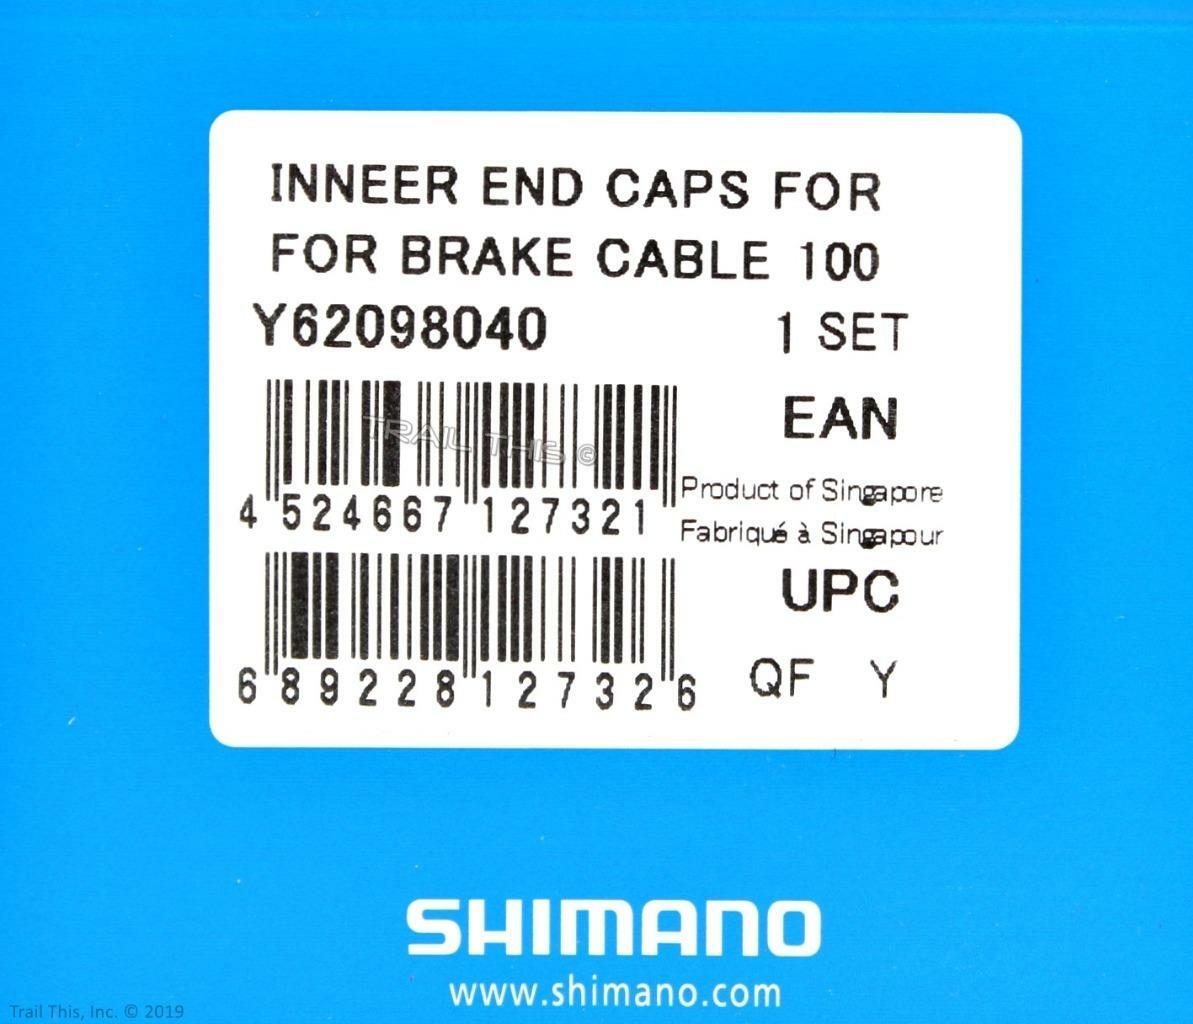 INNEER END CAPS FOR
FOR BRAKE CABLE 100
Y62098040 1 SET
EAN
TRAIL THIS ©
Product of Singapore
4 524667 127321
Fabriqué à Singapour
UPC
6 89228 12732 6
QF Y
SHIMANO
www.shimano.com
Trail This, Inc. © 2019